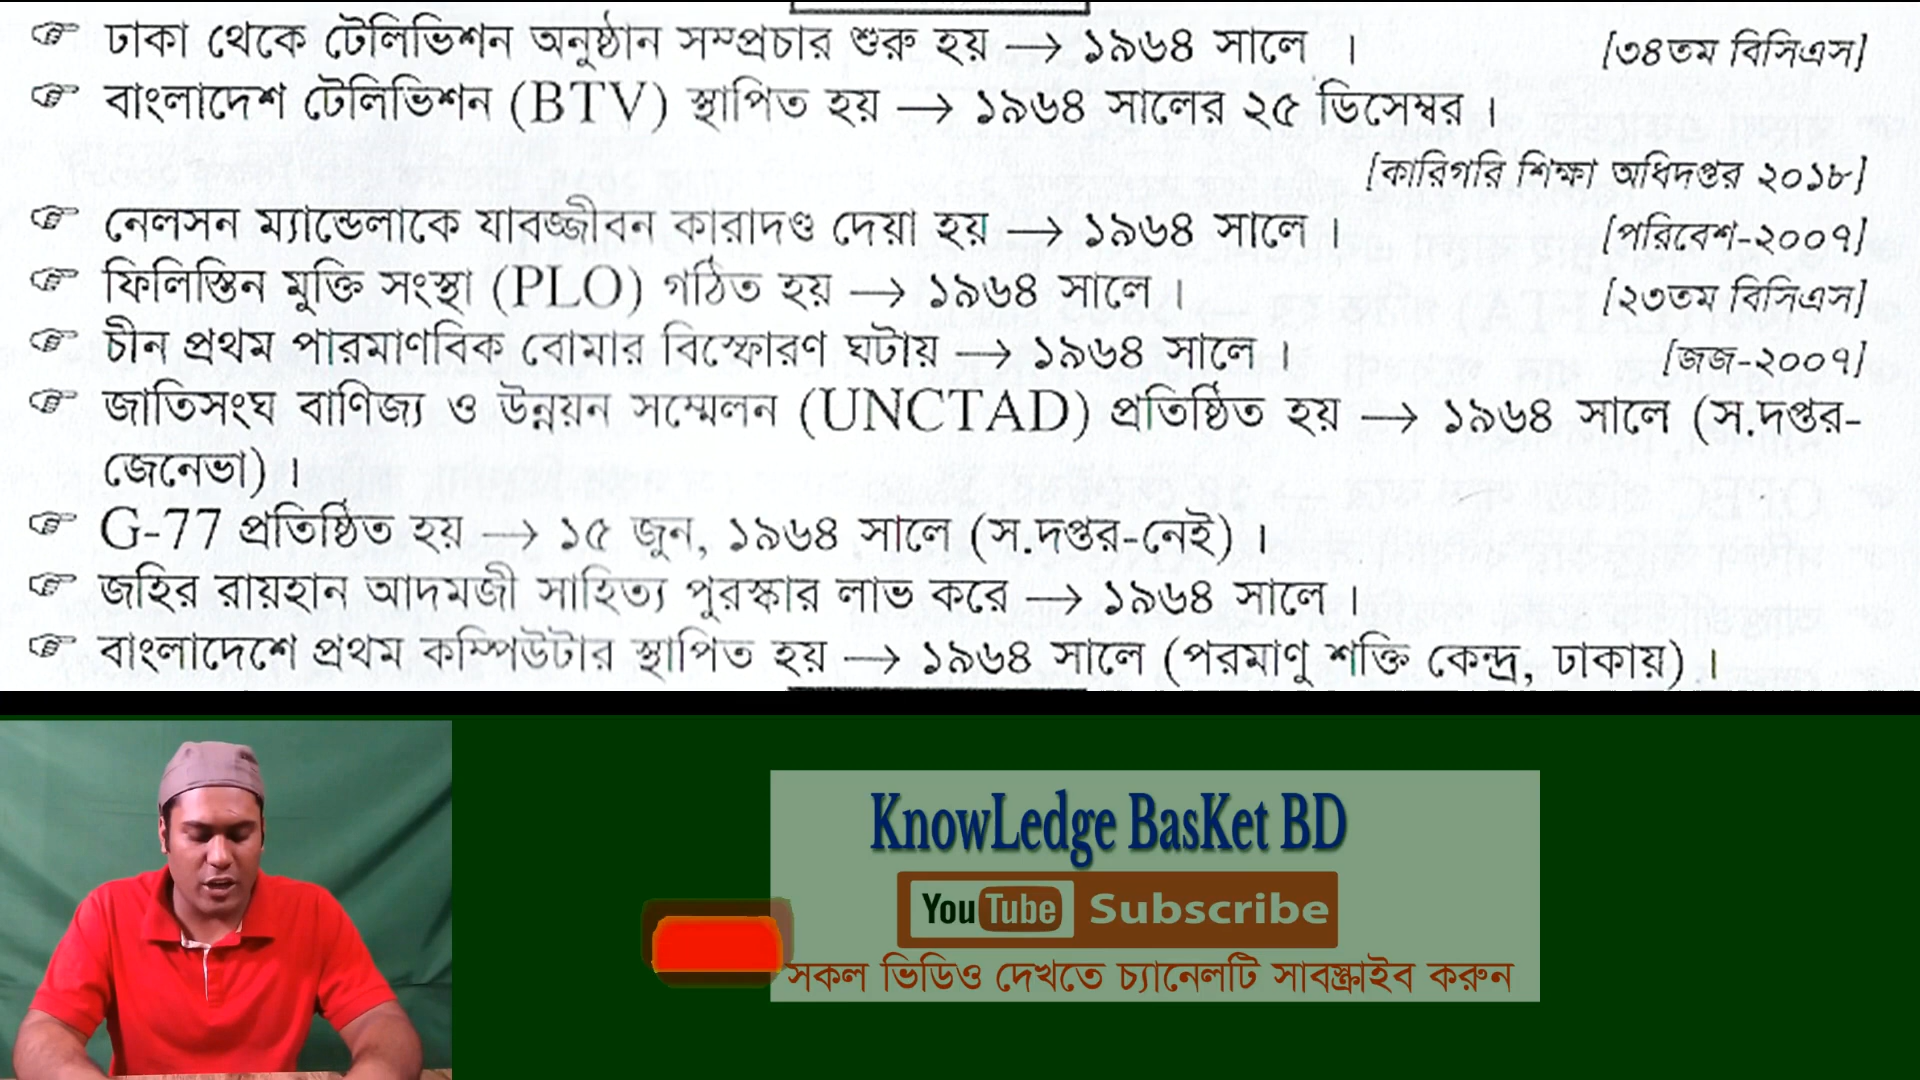 ঢাকা থেকে টেলিভিশন অনুষ্ঠান সম্প্রচার শুরু হয় → ১৯৬৪ সালে । [৩৪তম বিসিএস]
বাংলাদেশ টেলিভিশন (BTV) স্থাপিত হয় → ১৯৬৪ সালের ২৫ ডিসেম্বর ।
[কারিগরি শিক্ষা অধিদপ্তর ২০১৮]
নেলসন ম্যান্ডেলাকে যাবজ্জীবন কারাদণ্ড দেয়া হয় → ১৯৬৪ সালে । [পরিবেশ-২০০৭]
ফিলিস্তিন মুক্তি সংস্থা (PLO) গঠিত হয় → ১৯৬৪ সালে । [২৩তম বিসিএস]
চীন প্রথম পারমাণবিক বোমার বিস্ফোরণ ঘটায় → ১৯৬৪ সালে । [জজ-২০০৭]
জাতিসংঘ বাণিজ্য ও উন্নয়ন সম্মেলন (UNCTAD) প্রতিষ্ঠিত হয় → ১৯৬৪ সালে (স.দপ্তর-
জেনেভা) ।
G-77 প্রতিষ্ঠিত হয় → ১৫ জুন, ১৯৬৪ সালে (স.দপ্তর-নেই) ।
জহির রায়হান আদমজী সাহিত্য পুরস্কার লাভ করে → ১৯৬৪ সালে ।
বাংলাদেশে প্রথম কম্পিউটার স্থাপিত হয় → ১৯৬৪ সালে (পরমাণু শক্তি কেন্দ্র, ঢাকায়) ।
KnowLedge BasKet BD
YouTube Subscribe
সকল ভিডিও দেখতে চ্যানেলটি সাবস্ক্রাইব করুন